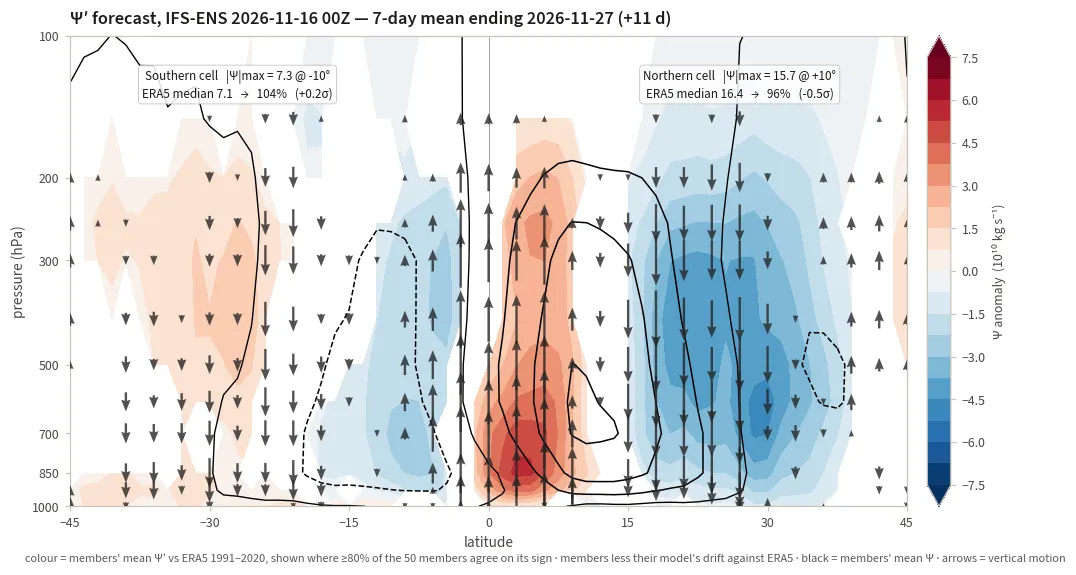 Ψ′ forecast, IFS-ENS 2026-11-16 00Z — 7-day mean ending 2026-11-27 (+11 d)
Southern cell |Ψ|max = 7.3 @ -10°
ERA5 median 7.1 → 104% (+0.2σ)
Northern cell |Ψ|max = 15.7 @ +10°
ERA5 median 16.4 → 96% (-0.5σ)
100
200
300
400
500
700
850
1000
pressure (hPa)
−45
−30
−15
0
15
30
45
latitude
7.5
6.0
4.5
3.0
1.5
0.0
−1.5
−3.0
−4.5
−6.0
−7.5
Ψ anomaly (10¹⁰ kg s⁻¹)
colour = members' mean Ψ′ vs ERA5 1991–2020, shown where ≥80% of the 50 members agree on its sign · members less their model's drift against ERA5 · black = members' mean Ψ · arrows = vertical motion